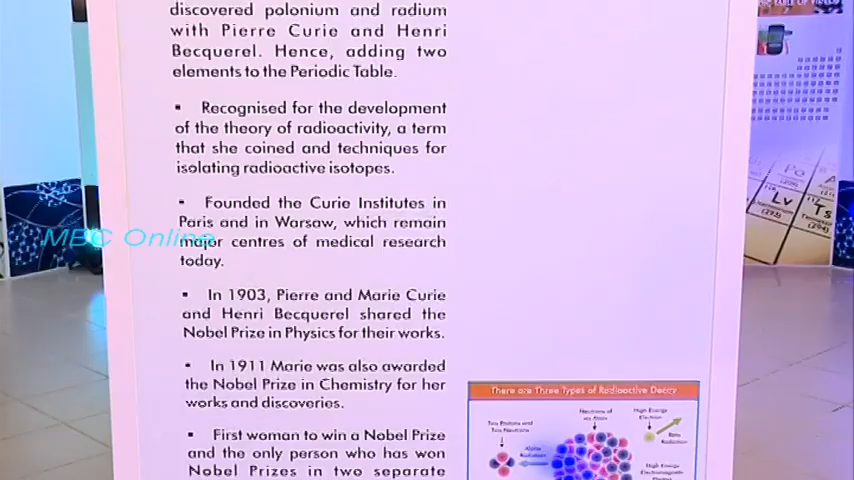 discovered polonium and radium
with Pierre Curie and Henri
Becquerel. Hence, adding two
elements to the Periodic Table.
▪ Recognised for the development
of the theory of radioactivity, a term
that she coined and techniques for
isolating radioactive isotopes.
▪ Founded the Curie Institutes in
Paris and in Warsaw, which remain
major centres of medical research
today.
▪ In 1903, Pierre and Marie Curie
and Henri Becquerel shared the
Nobel Prize in Physics for their works.
▪ In 1911 Marie was also awarded
the Nobel Prize in Chemistry for her
works and discoveries.
▪ First woman to win a Nobel Prize
and the only person who has won
Nobel Prizes in two separate
MBC Online
There are Three Types of Radioactive Decay
Two Protons and
Two Neutrons
Alpha
Radiation
Neutrons of
an Atom
High Energy
Electron
Beta
Radiation
High Energy
Electromagnetic
Lv
(293)
Ts
(294)